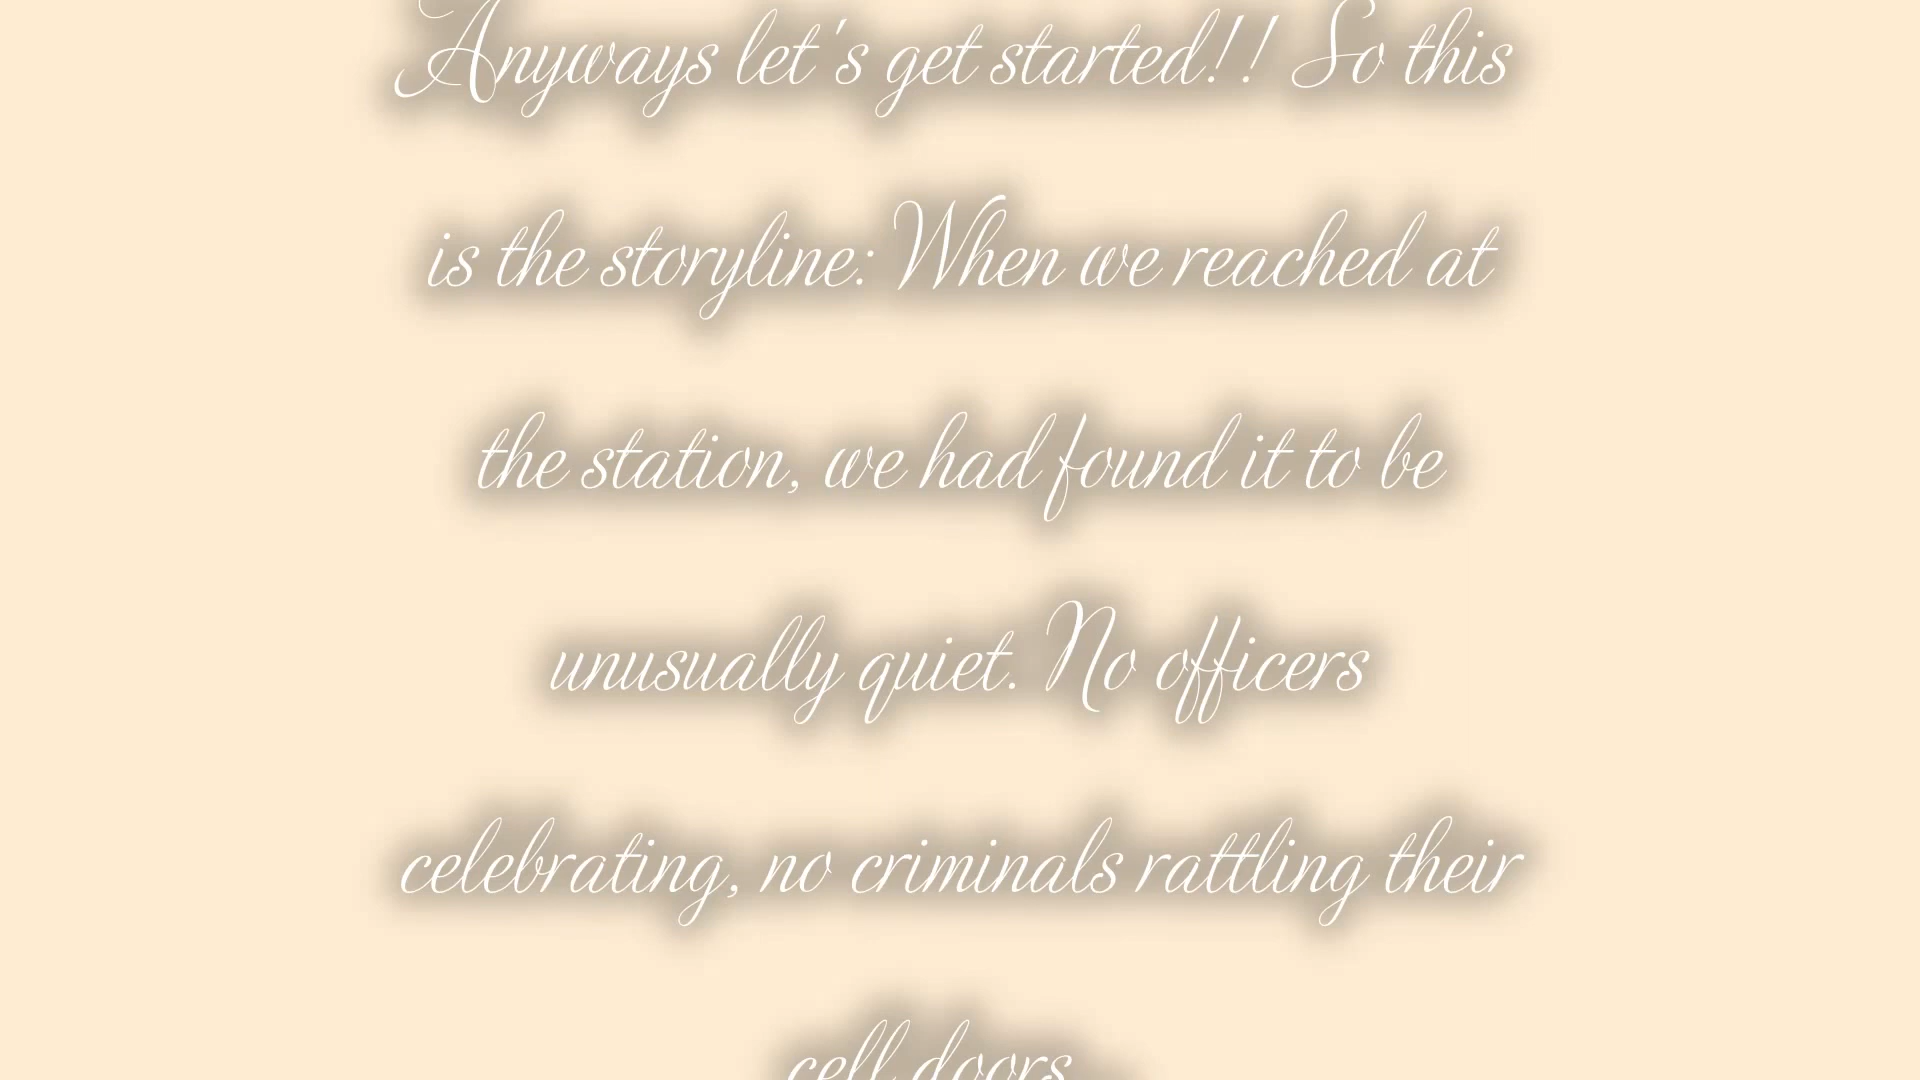 Anyways let's get started!! So this
is the storyline: When we reached at
the station, we had found it to be
unusually quiet. No officers
celebrating, no criminals rattling their
cell doors